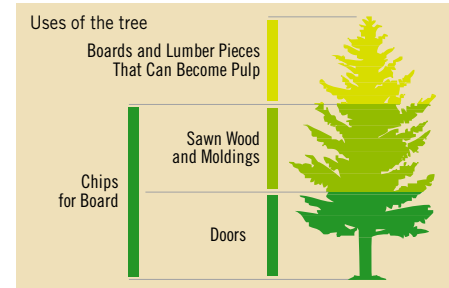 Uses of the tree
Boards and Lumber Pieces
That Can Become Pulp
Sawn Wood
and Moldings
Chips
for Board
Doors